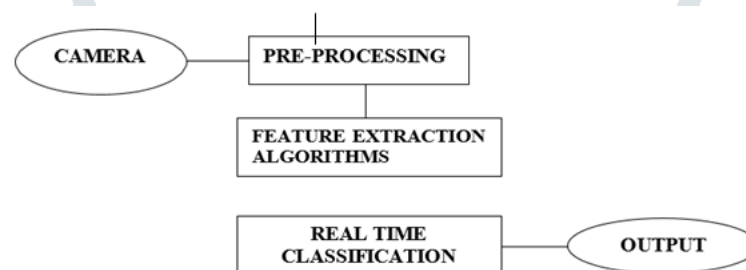 CAMERA
PRE-PROCESSING
FEATURE EXTRACTION
ALGORITHMS
REAL TIME
CLASSIFICATION
OUTPUT